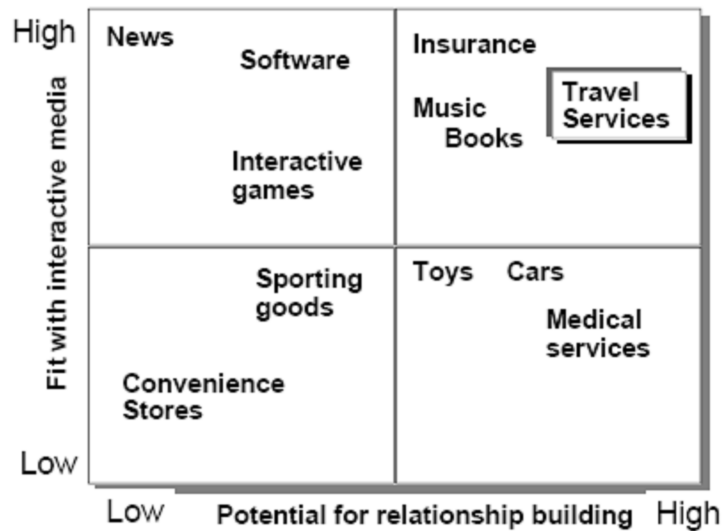 High
News
Software
Interactive
games
Insurance
Music
Books
Travel
Services
Fit with interactive media
Sporting
goods
Convenience
Stores
Toys Cars
Medical
services
Low
Low
Potential for relationship building
High